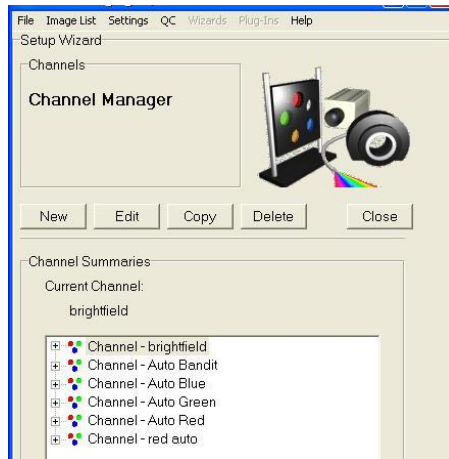 File Image List Settings QC Wizards Plug-Ins Help
Setup Wizard
Channels
Channel Manager
New Edit Copy Delete Close
Channel Summaries
Current Channel:
brightfield
Channel - brightfield
Channel - Auto Bandit
Channel - Auto Blue
Channel - Auto Green
Channel - Auto Red
Channel - red auto